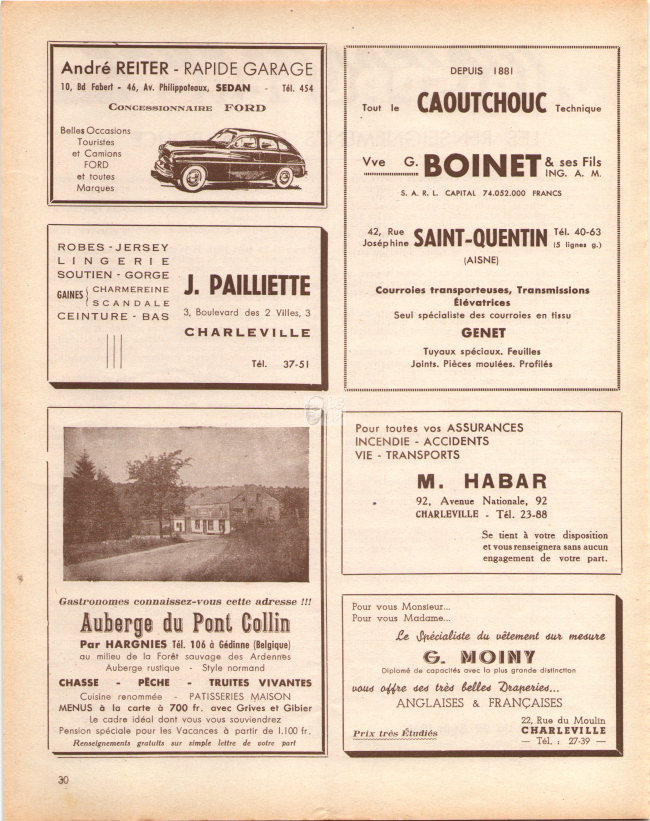 André REITER - RAPIDE GARAGE
10, Bd Fabert - 46, Av. Philippoteaux, SEDAN - Tél. 454
CONCESSIONNAIRE FORD
Belles Occasions
Touristes
et Camions
FORD
et toutes
Marques
ROBES - JERSEY
LINGERIE
SOUTIEN - GORGE
GAINES { CHARMEREINE
SCANDALE
CEINTURE - BAS
J. PAILLIETTE
3, Boulevard des 2 Villes, 3
CHARLEVILLE
Tél. 37-51
Gastronomes connaissez-vous cette adresse !!!
Auberge du Pont Collin
Par HARGNIES Tél. 106 à Gédinne (Belgique)
au milieu de la Forêt sauvage des Ardennes
Auberge rustique - Style normand
CHASSE - PÊCHE - TRUITES VIVANTES
Cuisine renommée - PATISSERIES MAISON
MENUS à la carte à 700 fr. avec Grives et Gibier
Le cadre idéal dont vous vous souviendrez
Pension spéciale pour les Vacances à partir de 1.100 fr.
Renseignements gratuits sur simple lettre de votre part
DEPUIS 1881
Tout le CAOUTCHOUC Technique
Vve G. BOINET & ses Fils
ING. A. M.
S. A. R. L. CAPITAL 74.052.000 FRANCS
42, Rue Joséphine SAINT-QUENTIN Tél. 40-63
(5 lignes g.)
(AISNE)
Courroies transporteuses, Transmissions
Élévatrices
Seul spécialiste des courroies en tissu
GENET
Tuyaux spéciaux. Feuilles
Joints. Pièces moulées. Profilés
Pour toutes vos ASSURANCES
INCENDIE - ACCIDENTS
VIE - TRANSPORTS
M. HABAR
92, Avenue Nationale, 92
CHARLEVILLE - Tél. 23-88
Se tient à votre disposition
et vous renseignera sans aucun
engagement de votre part.
Pour vous Monsieur...
Pour vous Madame...
Le Spécialiste du vêtement sur mesure
G. MOINY
Diplomé de capacités avec la plus grande distinction
vous offre ses très belles Draperies...
ANGLAISES & FRANÇAISES
Prix très Étudiés
22, Rue du Moulin
CHARLEVILLE
— Tél. : 27-39 —
30